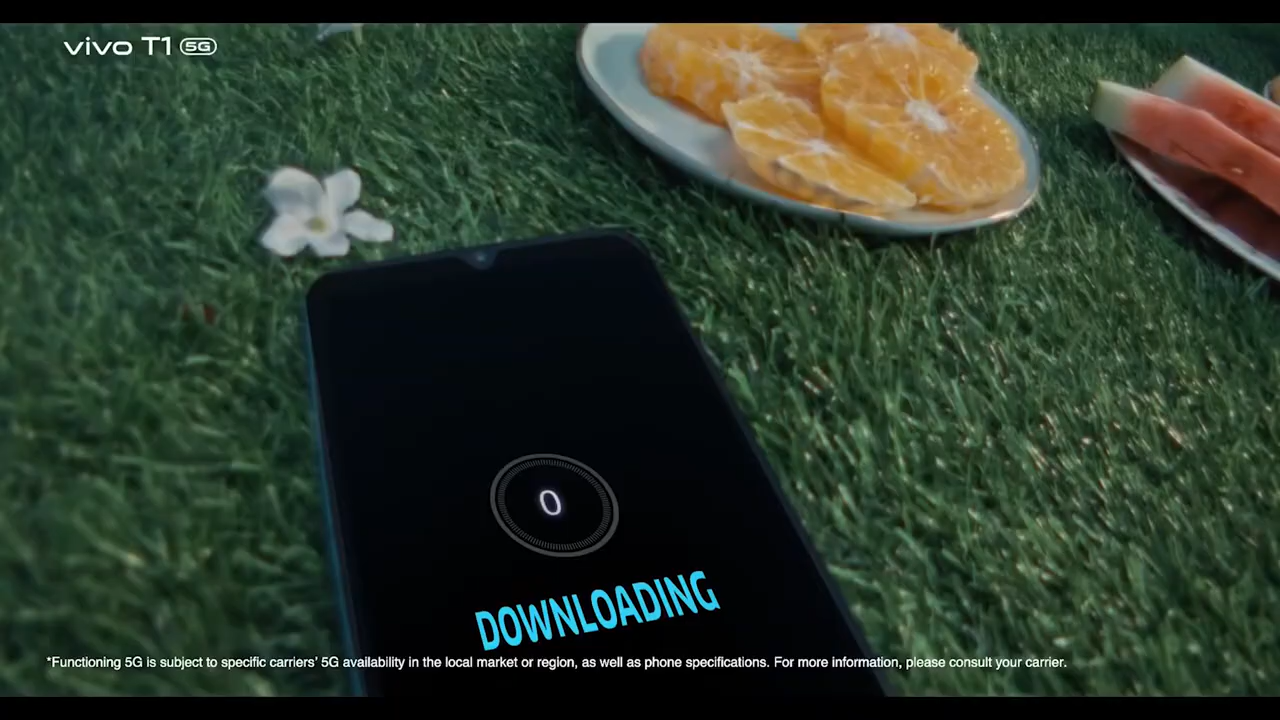 vivo T1 5G
0
DOWNLOADING
*Functioning 5G is subject to specific carriers' 5G availability in the local market or region, as well as phone specifications. For more information, please consult your carrier.